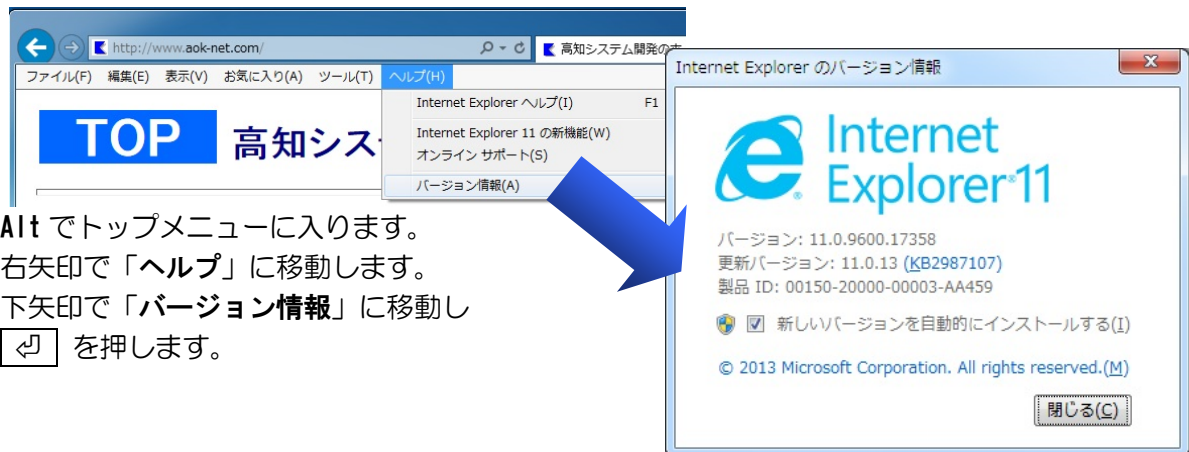 http://www.aok-net.com/
高知システム開発の
ファイル(F) 編集(E) 表示(V) お気に入り(A) ツール(T) ヘルプ(H)
Internet Explorer ヘルプ(I) F1
Internet Explorer 11 の新機能(W)
オンライン サポート(S)
バージョン情報(A)
TOP 高知シス
Alt でトップメニューに入ります。
右矢印で「ヘルプ」に移動します。
下矢印で「バージョン情報」に移動し
を押します。
Internet Explorer のバージョン情報
Internet
Explorer®11
バージョン: 11.0.9600.17358
更新バージョン: 11.0.13 (KB2987107)
製品 ID: 00150-20000-00003-AA459
新しいバージョンを自動的にインストールする(I)
© 2013 Microsoft Corporation. All rights reserved.(M)
閉じる(C)